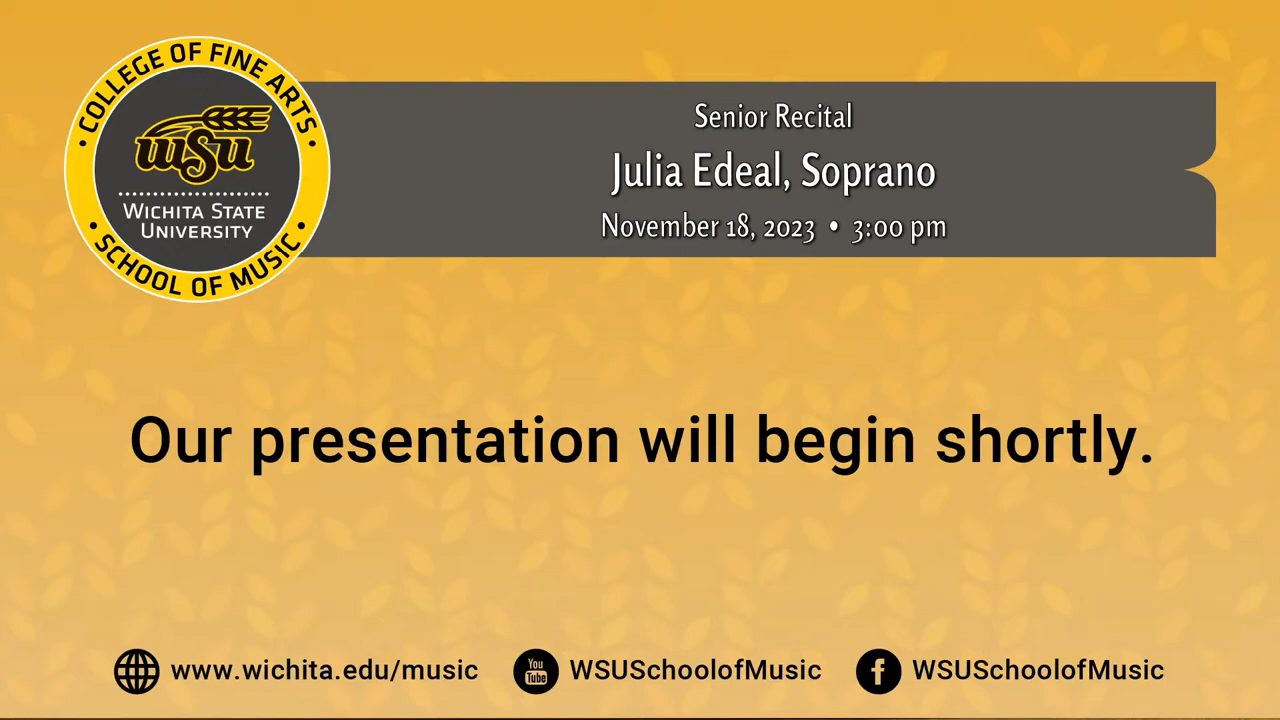 COLLEGE OF FINE ARTS
WSU
WICHITA STATE
UNIVERSITY
SCHOOL OF MUSIC
Senior Recital
Julia Edeal, Soprano
November 18, 2023 • 3:00 pm
Our presentation will begin shortly.
www.wichita.edu/music
You
Tube
WSUSchoolofMusic
f
WSUSchoolofMusic